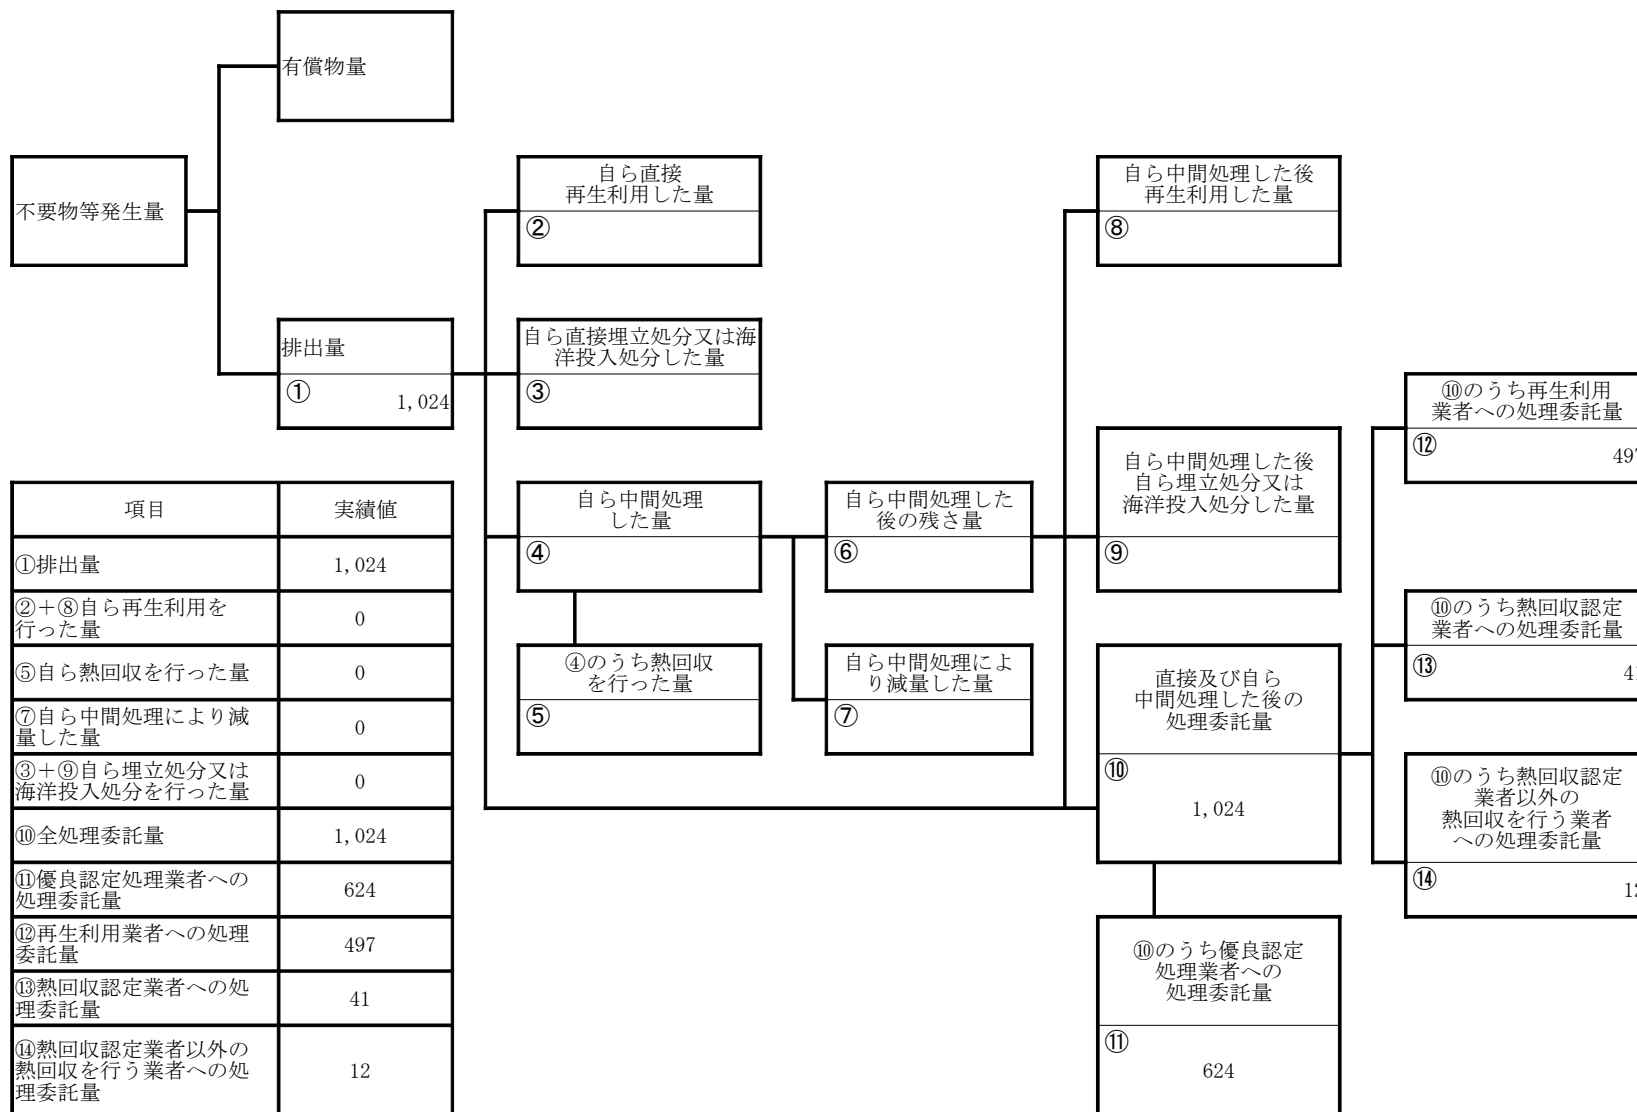 有償物量
不要物等発生量
自ら直接
再生利用した量
②
自ら中間処理した後
再生利用した量
⑧
排出量
①
1,024
自ら直接埋立処分又は海
洋投入処分した量
③
⑩のうち再生利用
業者への処理委託量
⑫
497
自ら中間処理した後
自ら埋立処分又は
海洋投入処分した量
⑨
自ら中間処理
した量
④
自ら中間処理した
後の残さ量
⑥
⑩のうち熱回収認定
業者への処理委託量
⑬
41
④のうち熱回収
を行った量
⑤
自ら中間処理によ
り減量した量
⑦
直接及び自ら
中間処理した後の
処理委託量
⑩
1,024
⑩のうち熱回収認定
業者以外の
熱回収を行う業者
への処理委託量
⑭
12
⑩のうち優良認定
処理業者への
処理委託量
⑪
624
項目 実績値
①排出量 1,024
②＋⑧自ら再生利用を
行った量 0
⑤自ら熱回収を行った量 0
⑦自ら中間処理により減
量した量 0
③＋⑨自ら埋立処分又は
海洋投入処分を行った量 0
⑩全処理委託量 1,024
⑪優良認定処理業者への
処理委託量 624
⑫再生利用業者への処理
委託量 497
⑬熱回収認定業者への処
理委託量 41
⑭熱回収認定業者以外の
熱回収を行う業者への処
理委託量 12